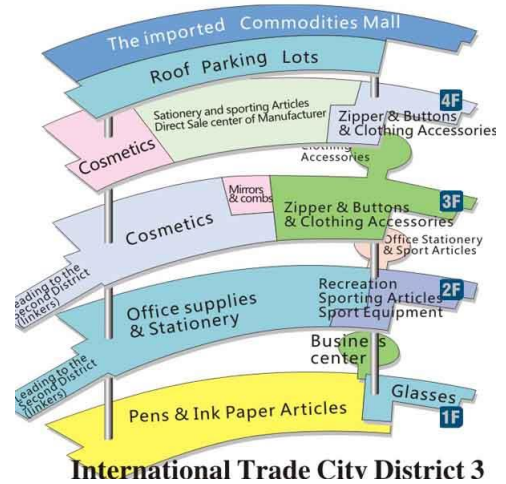 The imported Commodities Mall
Roof Parking Lots
4F
Sationery and sporting Articles
Direct Sale center of Manufacturer
Zipper & Buttons
& Clothing Accessories
Cosmetics
Clothing
Accessories
3F
Mirrors
& combs
Zipper & Buttons
& Clothing Accessories
Cosmetics
Office Stationery
& Sport Articles
Leading to the
Second District
(linkers)
2F
Recreation
Sporting Articles
Sport Equipment
Office supplies
& Stationery
Business
center
Leading to the
Second District
(linkers)
Glasses
1F
Pens & Ink Paper Articles
International Trade City District 3